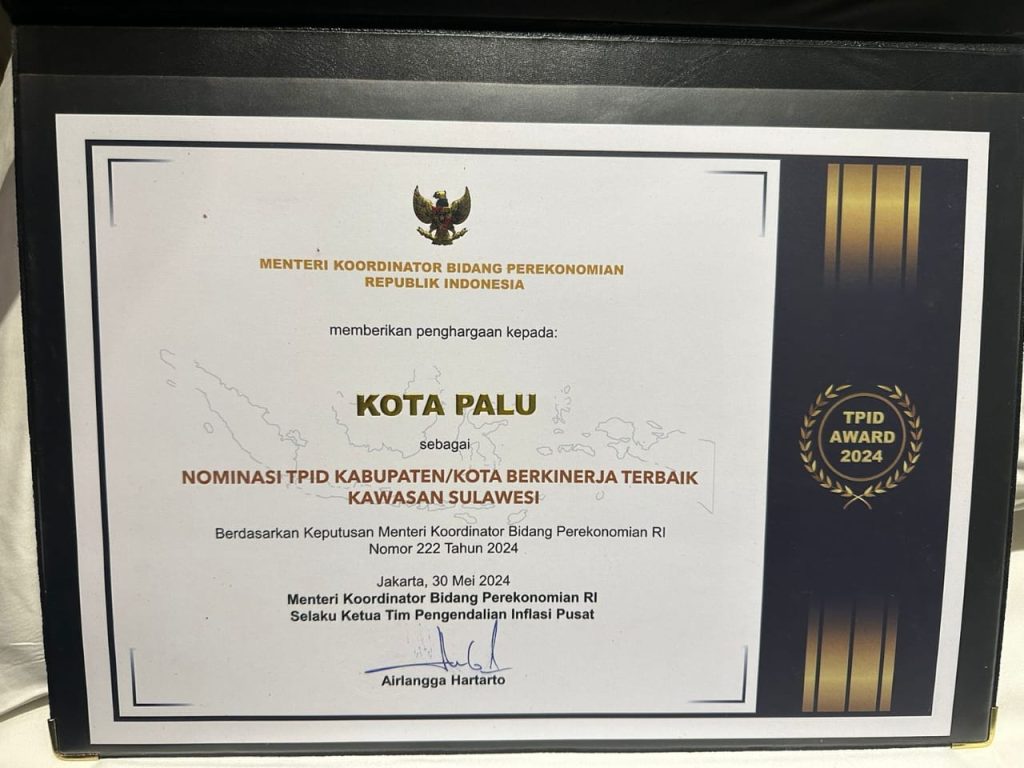 MENTERI KOORDINATOR BIDANG PEREKONOMIAN
REPUBLIK INDONESIA
memberikan penghargaan kepada:
KOTA PALU
sebagai
NOMINASI TPID KABUPATEN/KOTA BERKINERJA TERBAIK
KAWASAN SULAWESI
Berdasarkan Keputusan Menteri Koordinator Bidang Perekonomian RI
Nomor 222 Tahun 2024
Jakarta, 30 Mei 2024
Menteri Koordinator Bidang Perekonomian RI
Selaku Ketua Tim Pengendalian Inflasi Pusat
Airlangga Hartarto
TPID
AWARD
2024